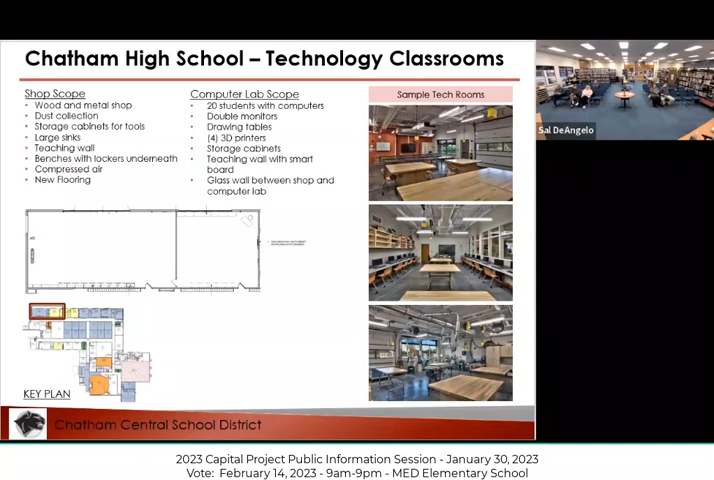 Chatham High School – Technology Classrooms
Shop Scope
• Wood and metal shop
• Dust collection
• Storage cabinets for tools
• Large sinks
• Teaching wall
• Benches with lockers underneath
• Compressed air
• New Flooring
Computer Lab Scope
• 20 students with computers
• Double monitors
• Drawing tables
• (4) 3D printers
• Storage cabinets
• Teaching wall with smart
board
• Glass wall between shop and
computer lab
Sample Tech Rooms
Sal DeAngelo
KEY PLAN
Chatham Central School District
2023 Capital Project Public Information Session - January 30, 2023
Vote: February 14, 2023 - 9am-9pm - MED Elementary School